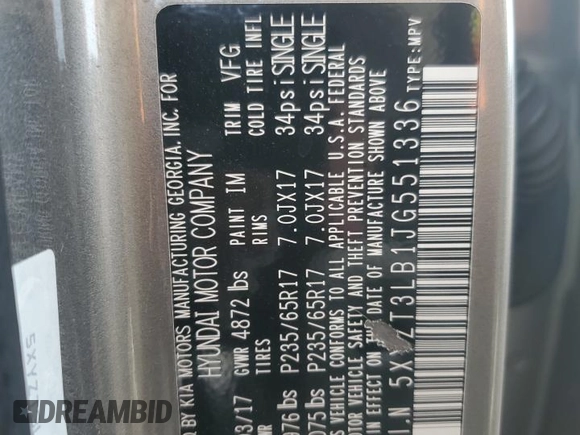 BY KIA MOTORS MANUFACTURING GEORGIA. INC. FOR
HYUNDAI MOTOR COMPANY
3/17 GVWR 4872 lbs PAINT IM TRIM VFG
TIRES RIMS COLD TIRE INFL
976 lbs P235/65R17 7.0JX17 34psi SINGLE
075 lbs P235/65R17 7.0JX17 34psi SINGLE
VEHICLE CONFORMS TO ALL APPLICABLE U.S.A. FEDERAL
MOTOR VEHICLE SAFETY AND THEFT PREVENTION STANDARDS
IN EFFECT ON THE DATE OF MANUFACTURE SHOWN ABOVE
5X ZT3LB1JG551336 TYPE:MPV
5XYZ
DREAMBID